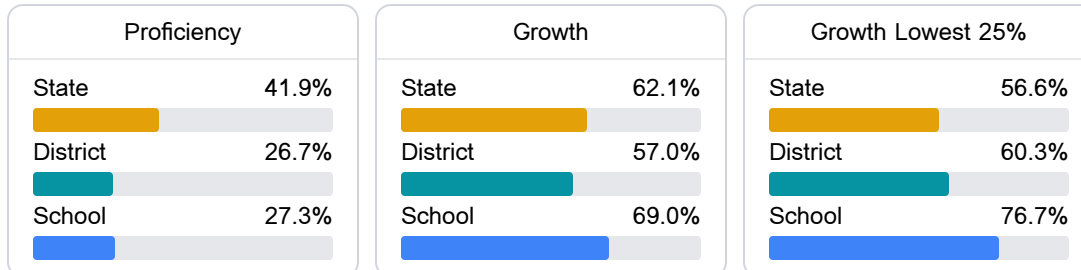 Proficiency
State 41.9%
District 26.7%
School 27.3%
Growth
State 62.1%
District 57.0%
School 69.0%
Growth Lowest 25%
State 56.6%
District 60.3%
School 76.7%